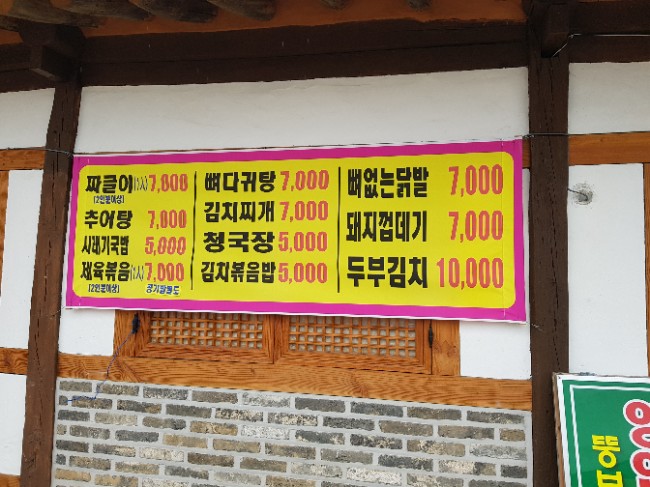 짜글이(1人) 7,000
(2인분이상)
추어탕 7,000
시래기국밥 5,000
제육볶음(1人) 7,000
(2인분이상)
뼈다귀탕 7,000
김치찌개 7,000
청국장 5,000
김치볶음밥 5,000
뼈없는닭발 7,000
돼지껍데기 7,000
두부김치 10,000